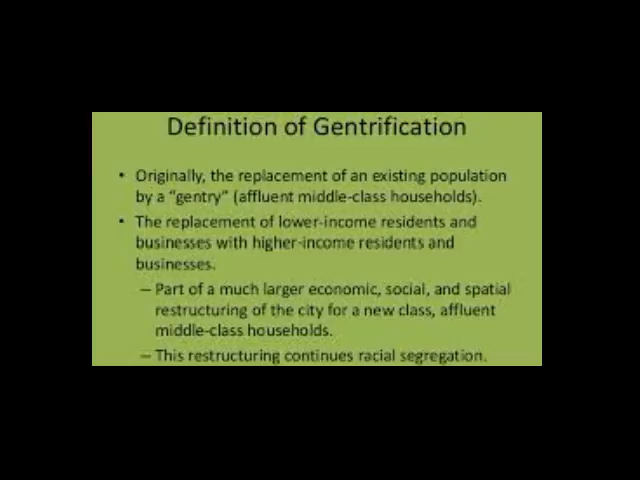 Definition of Gentrification
• Originally, the replacement of an existing population
by a “gentry” (affluent middle-class households).
• The replacement of lower-income residents and
businesses with higher-income residents and
businesses.
– Part of a much larger economic, social, and spatial
restructuring of the city for a new class, affluent
middle-class households.
– This restructuring continues racial segregation.